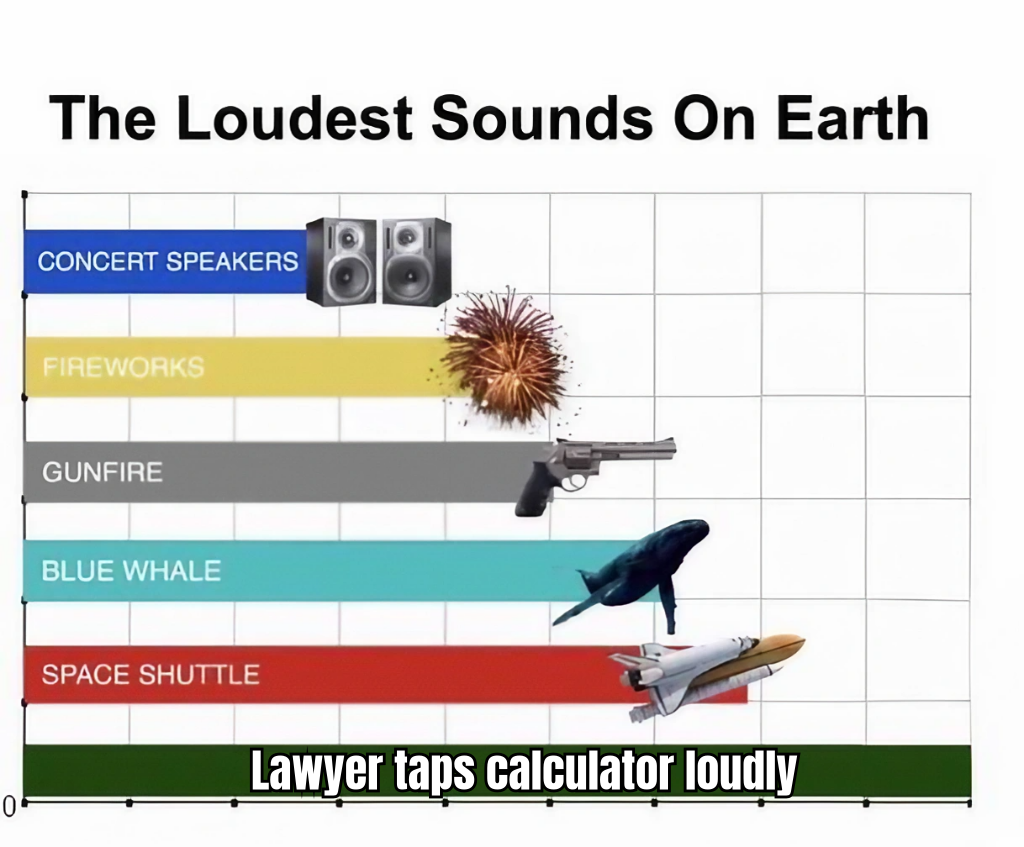 The Loudest Sounds On Earth
CONCERT SPEAKERS
FIREWORKS
GUNFIRE
BLUE WHALE
SPACE SHUTTLE
Lawyer taps calculator loudly
0